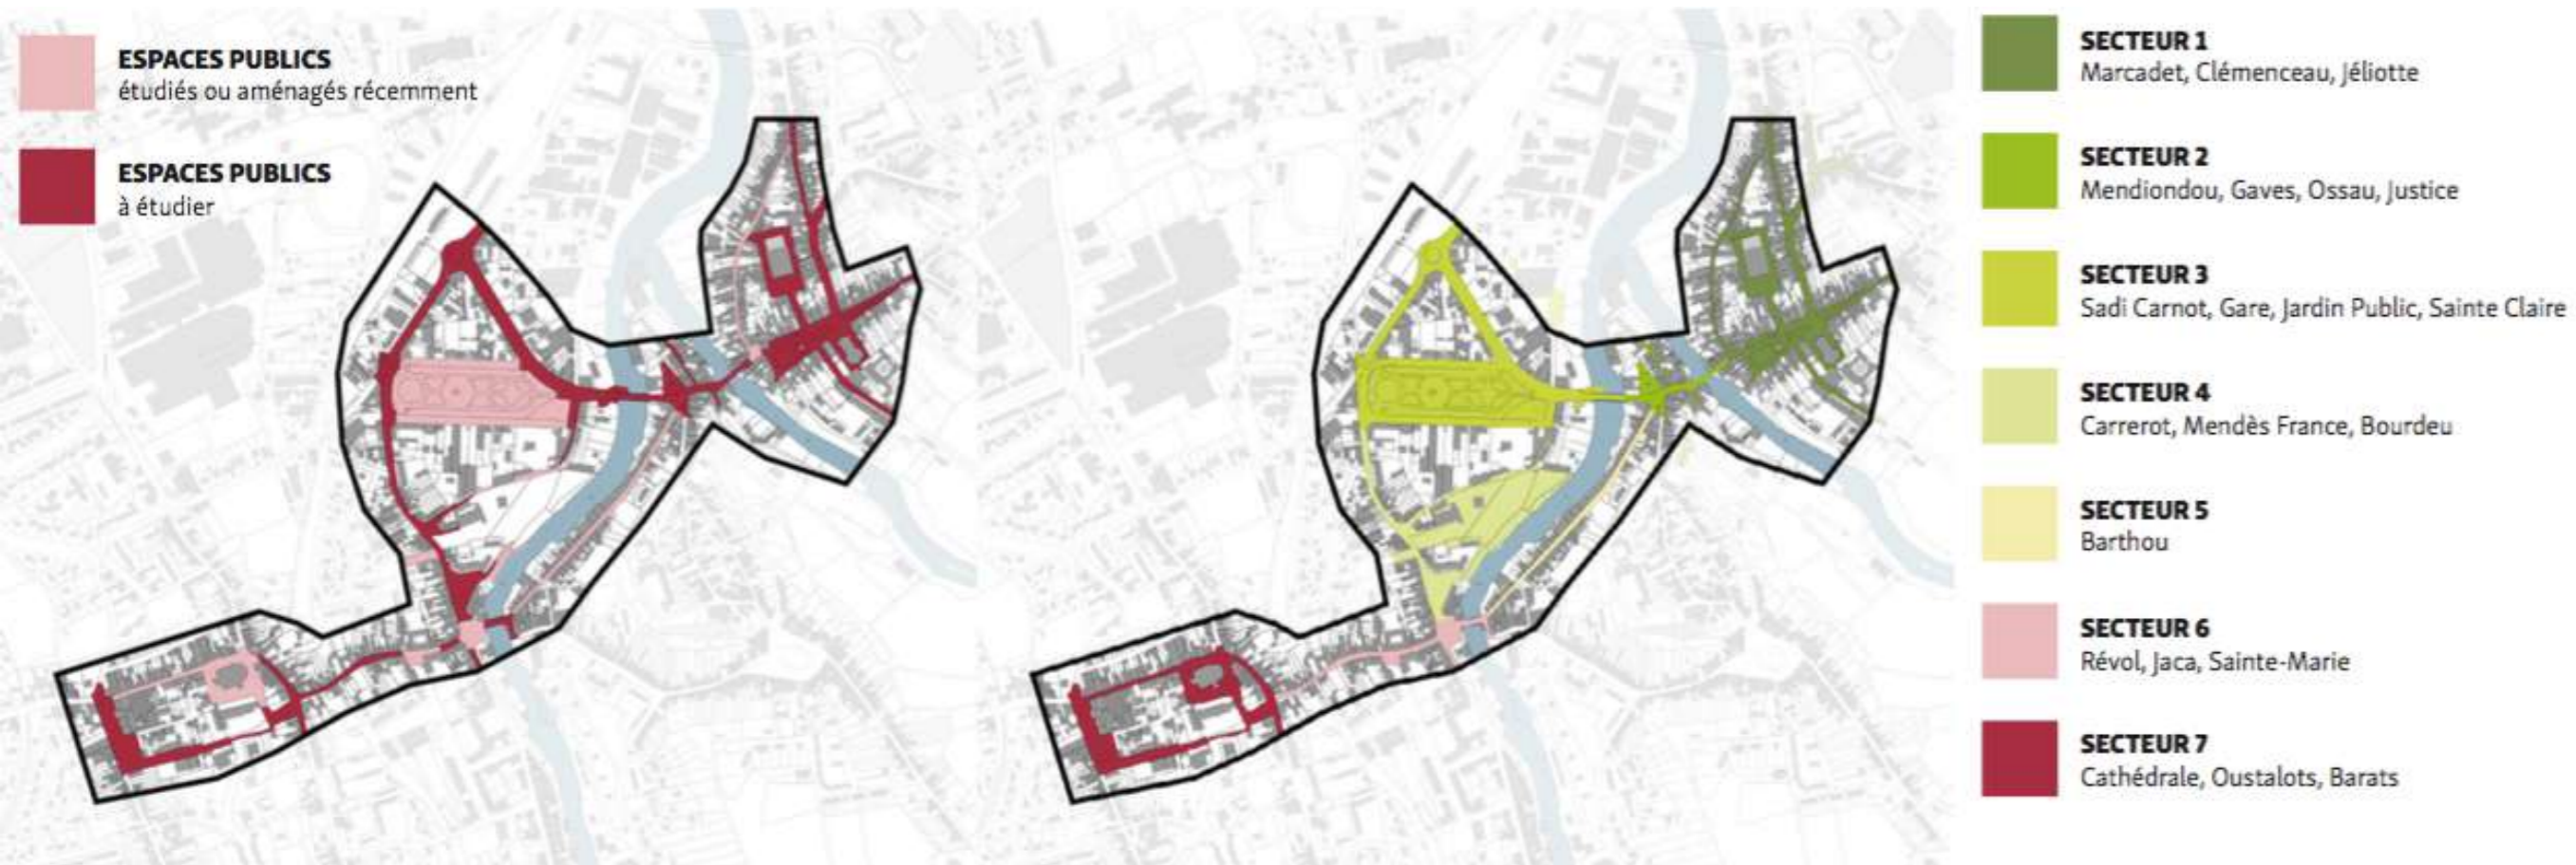 ESPACES PUBLICS
étudiés ou aménagés récemment
ESPACES PUBLICS
à étudier
SECTEUR 1
Marcadet, Clémenceau, Jéliotte
SECTEUR 2
Mendiondou, Gaves, Ossau, Justice
SECTEUR 3
Sadi Carnot, Gare, Jardin Public, Sainte Claire
SECTEUR 4
Carrerot, Mendès France, Bourdeu
SECTEUR 5
Barthou
SECTEUR 6
Révol, Jaca, Sainte-Marie
SECTEUR 7
Cathédrale, Oustalots, Barats